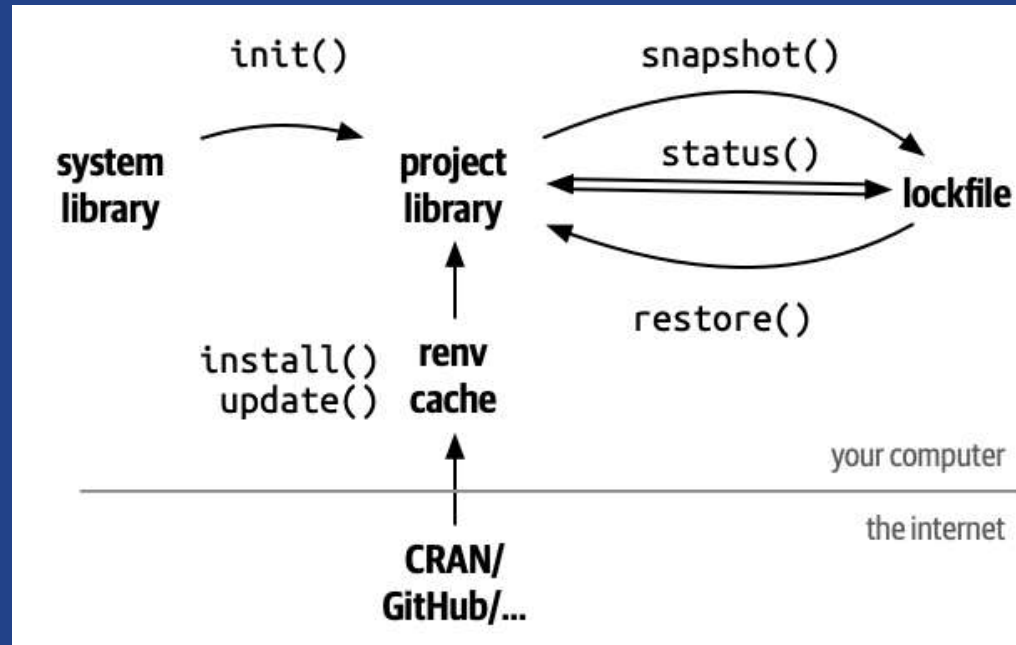 init()
snapshot()
system
library
project
library
status()
lockfile
restore()
install()
update()
renv
cache
your computer
the internet
CRAN/
GitHub/...